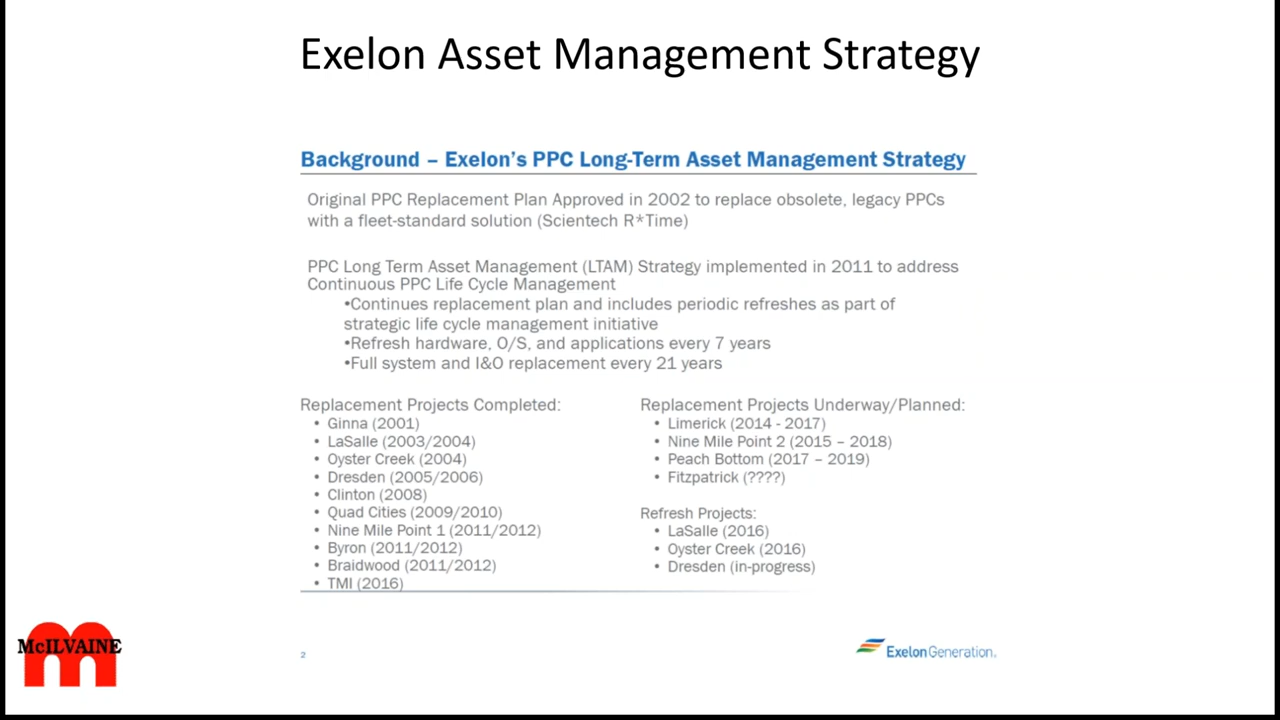 Exelon Asset Management Strategy
Background – Exelon's PPC Long-Term Asset Management Strategy
Original PPC Replacement Plan Approved in 2002 to replace obsolete, legacy PPCs
with a fleet-standard solution (Scientech R*Time)
PPC Long Term Asset Management (LTAM) Strategy implemented in 2011 to address
Continuous PPC Life Cycle Management
•Continues replacement plan and includes periodic refreshes as part of
strategic life cycle management initiative
•Refresh hardware, O/S, and applications every 7 years
•Full system and I&O replacement every 21 years
Replacement Projects Completed:
• Ginna (2001)
• LaSalle (2003/2004)
• Oyster Creek (2004)
• Dresden (2005/2006)
• Clinton (2008)
• Quad Cities (2009/2010)
• Nine Mile Point 1 (2011/2012)
• Byron (2011/2012)
• Braidwood (2011/2012)
• TMI (2016)
Replacement Projects Underway/Planned:
• Limerick (2014 - 2017)
• Nine Mile Point 2 (2015 – 2018)
• Peach Bottom (2017 – 2019)
• Fitzpatrick (????)
Refresh Projects:
• LaSalle (2016)
• Oyster Creek (2016)
• Dresden (in-progress)
McILVAINE
2
Exelon Generation.